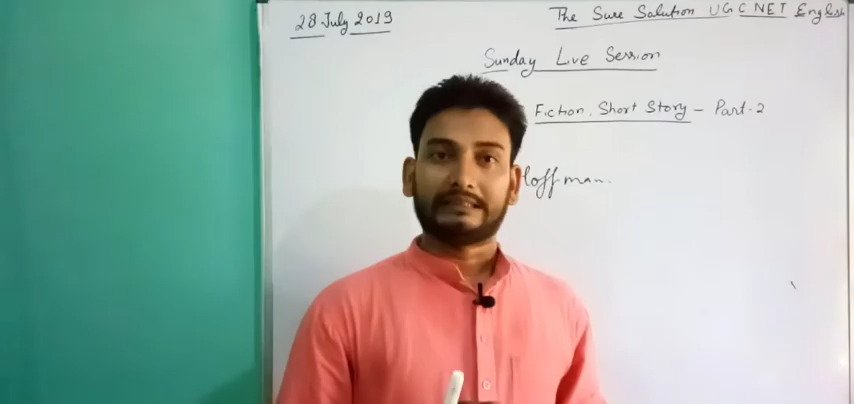 28 July 2019
The Sure Solution UGC NET English
Sunday Live Session
Fiction, Short Story - Part-2